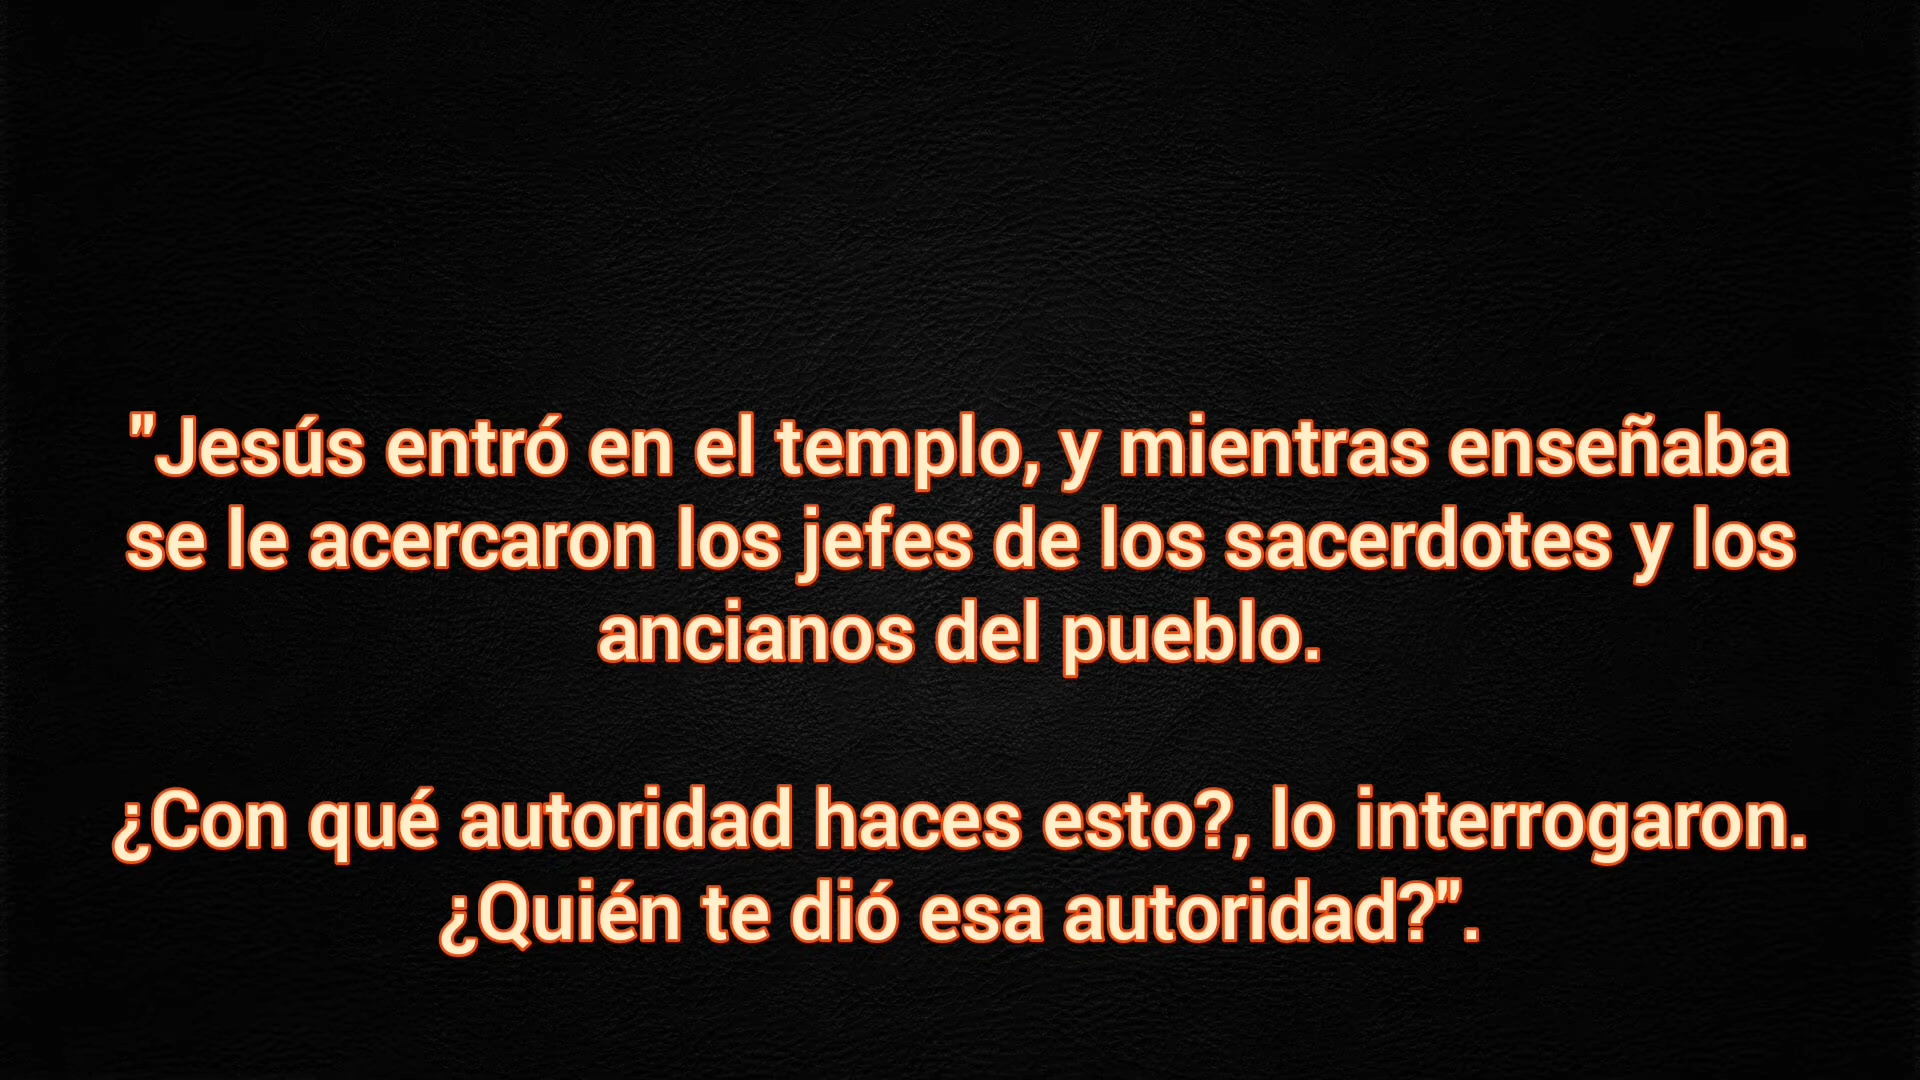 "Jesús entró en el templo, y mientras enseñaba
se le acercaron los jefes de los sacerdotes y los
ancianos del pueblo.
¿Con qué autoridad haces esto?, lo interrogaron.
¿Quién te dió esa autoridad?".